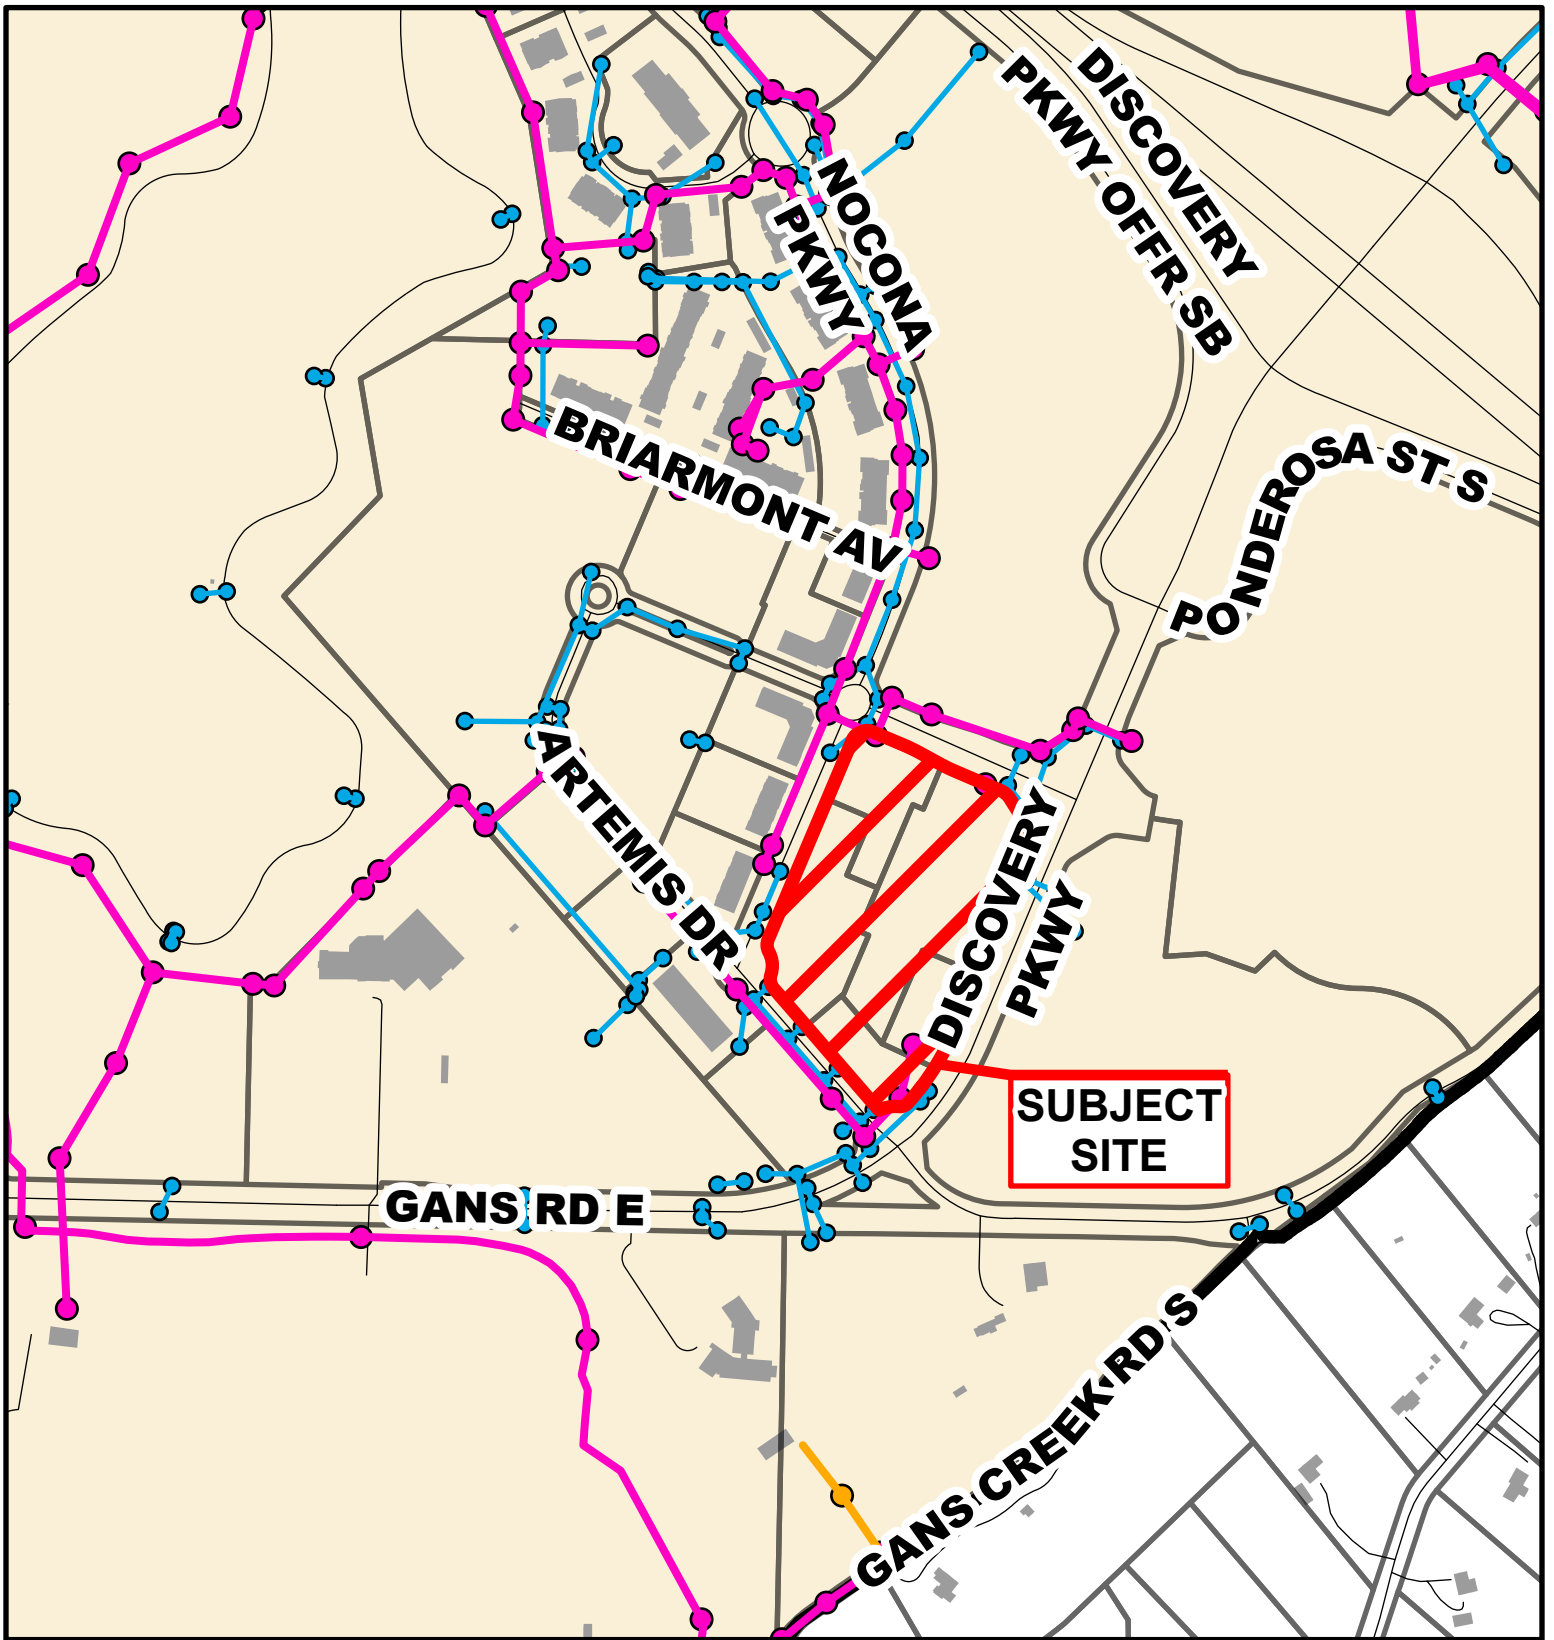 DISCOVERY
PKWY OFFR SB
NOCONA
PKWY
BRIARMONT AV
PONDEROSA ST S
ARTEMIS DR
DISCOVERY
PKWY
SUBJECT
SITE
GANS RD E
GANS CREEK RD S